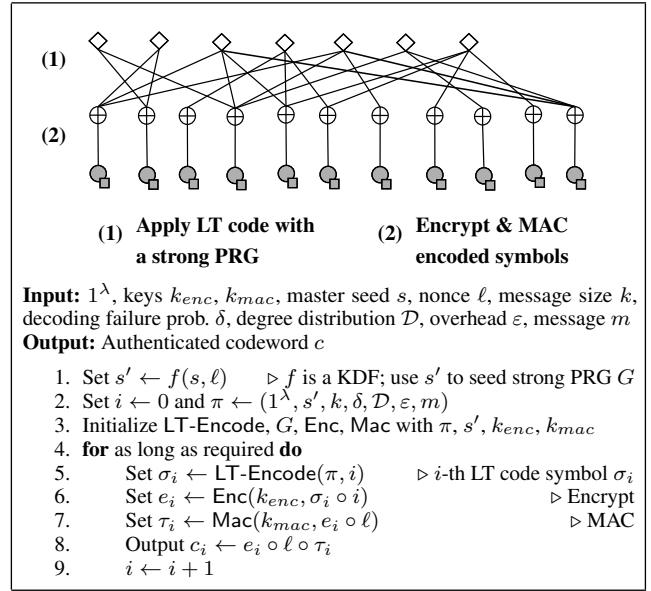 (1)
(2)
(1) Apply LT code with a strong PRG
(2) Encrypt & MAC encoded symbols
Input: 1^λ, keys k_enc, k_mac, master seed s, nonce ℓ, message size k,
decoding failure prob. δ, degree distribution 𝒟, overhead ε, message m
Output: Authenticated codeword c
1. Set s′ ← f(s, ℓ) ▷ f is a KDF; use s′ to seed strong PRG G
2. Set i ← 0 and π ← (1^λ, s′, k, δ, 𝒟, ε, m)
3. Initialize LT-Encode, G, Enc, Mac with π, s′, k_enc, k_mac
4. for as long as required do
5. Set σ_i ← LT-Encode(π, i) ▷ i-th LT code symbol σ_i
6. Set e_i ← Enc(k_enc, σ_i ∘ i) ▷ Encrypt
7. Set τ_i ← Mac(k_mac, e_i ∘ ℓ) ▷ MAC
8. Output c_i ← e_i ∘ ℓ ∘ τ_i
9. i ← i + 1